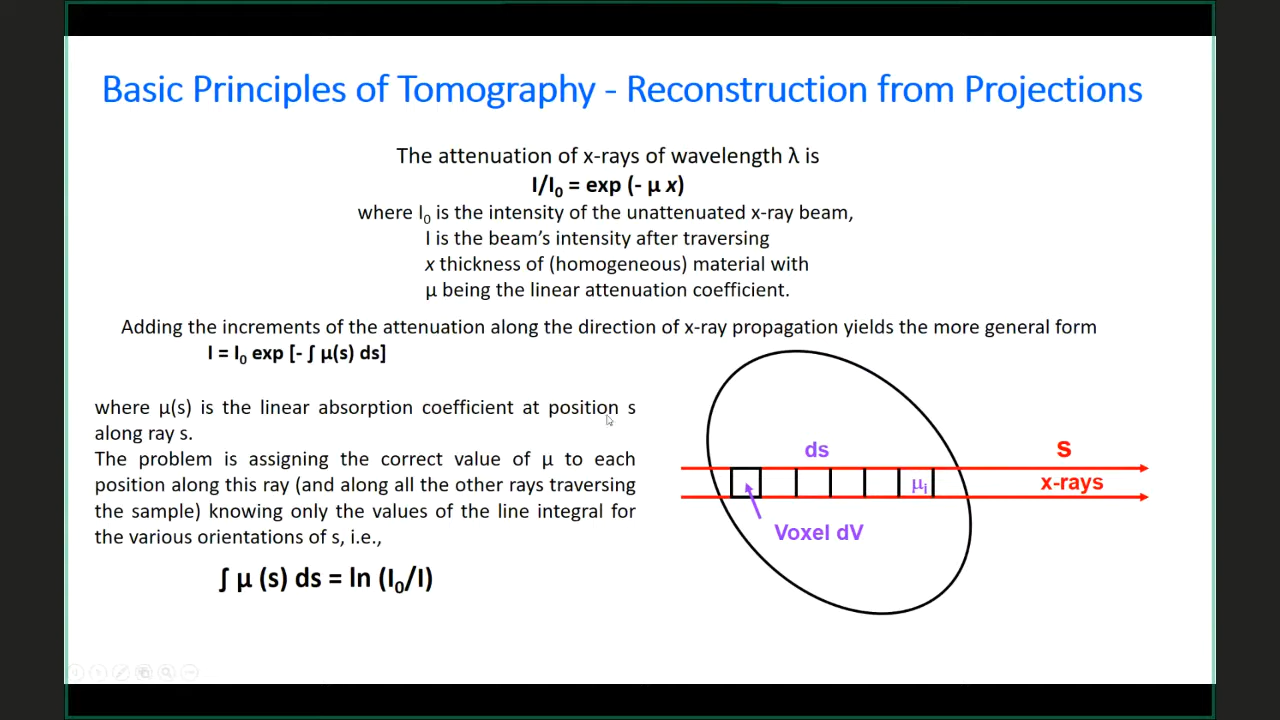 Basic Principles of Tomography - Reconstruction from Projections
The attenuation of x-rays of wavelength λ is
I/I₀ = exp (- µ x)
where I₀ is the intensity of the unattenuated x-ray beam,
I is the beam's intensity after traversing
x thickness of (homogeneous) material with
µ being the linear attenuation coefficient.
Adding the increments of the attenuation along the direction of x-ray propagation yields the more general form
I = I₀ exp [- ∫ µ(s) ds]
where µ(s) is the linear absorption coefficient at position s
along ray s.
The problem is assigning the correct value of µ to each
position along this ray (and along all the other rays traversing
the sample) knowing only the values of the line integral for
the various orientations of s, i.e.,
∫ µ (s) ds = ln (I₀/I)
ds
s
µᵢ
x-rays
Voxel dV